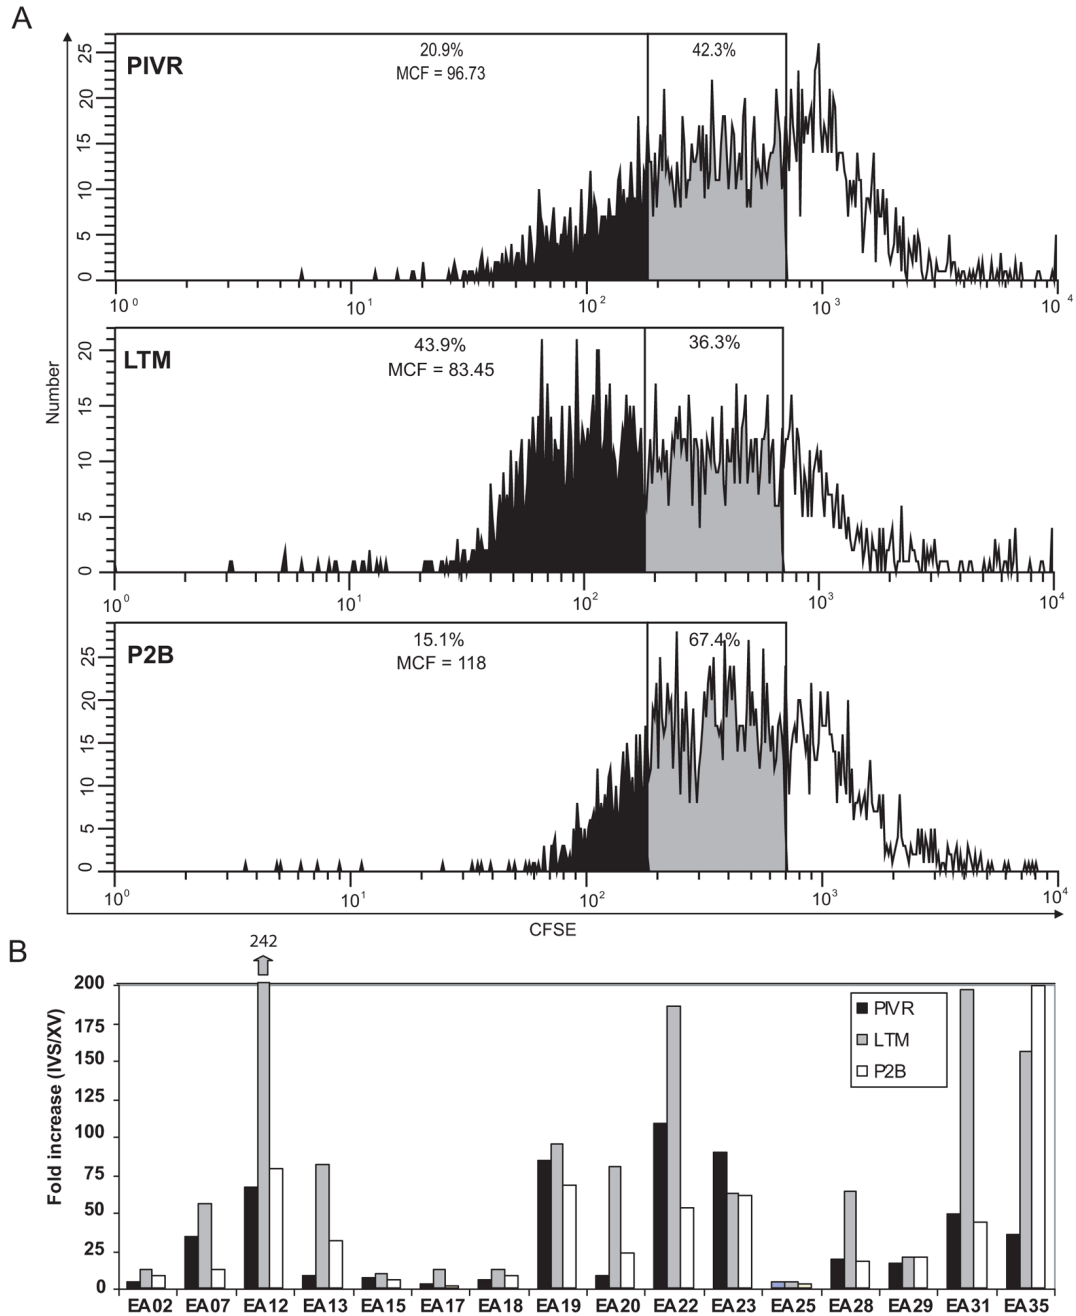 A
PIVR
20.9%
MCF = 96.73
42.3%
25
20
15
10
5
0
10^0 10^1 10^2 10^3 10^4
LTM
43.9%
MCF = 83.45
36.3%
20
15
10
5
0
10^0 10^1 10^2 10^3 10^4
Number
P2B
15.1%
MCF = 118
67.4%
25
20
15
10
5
0
10^0 10^1 10^2 10^3 10^4
CFSE
B
242
Fold increase (IVS/XV)
200
175
150
125
100
75
50
25
0
PIVR
LTM
P2B
EA02 EA07 EA12 EA13 EA15 EA17 EA18 EA19 EA20 EA22 EA23 EA25 EA28 EA29 EA31 EA35